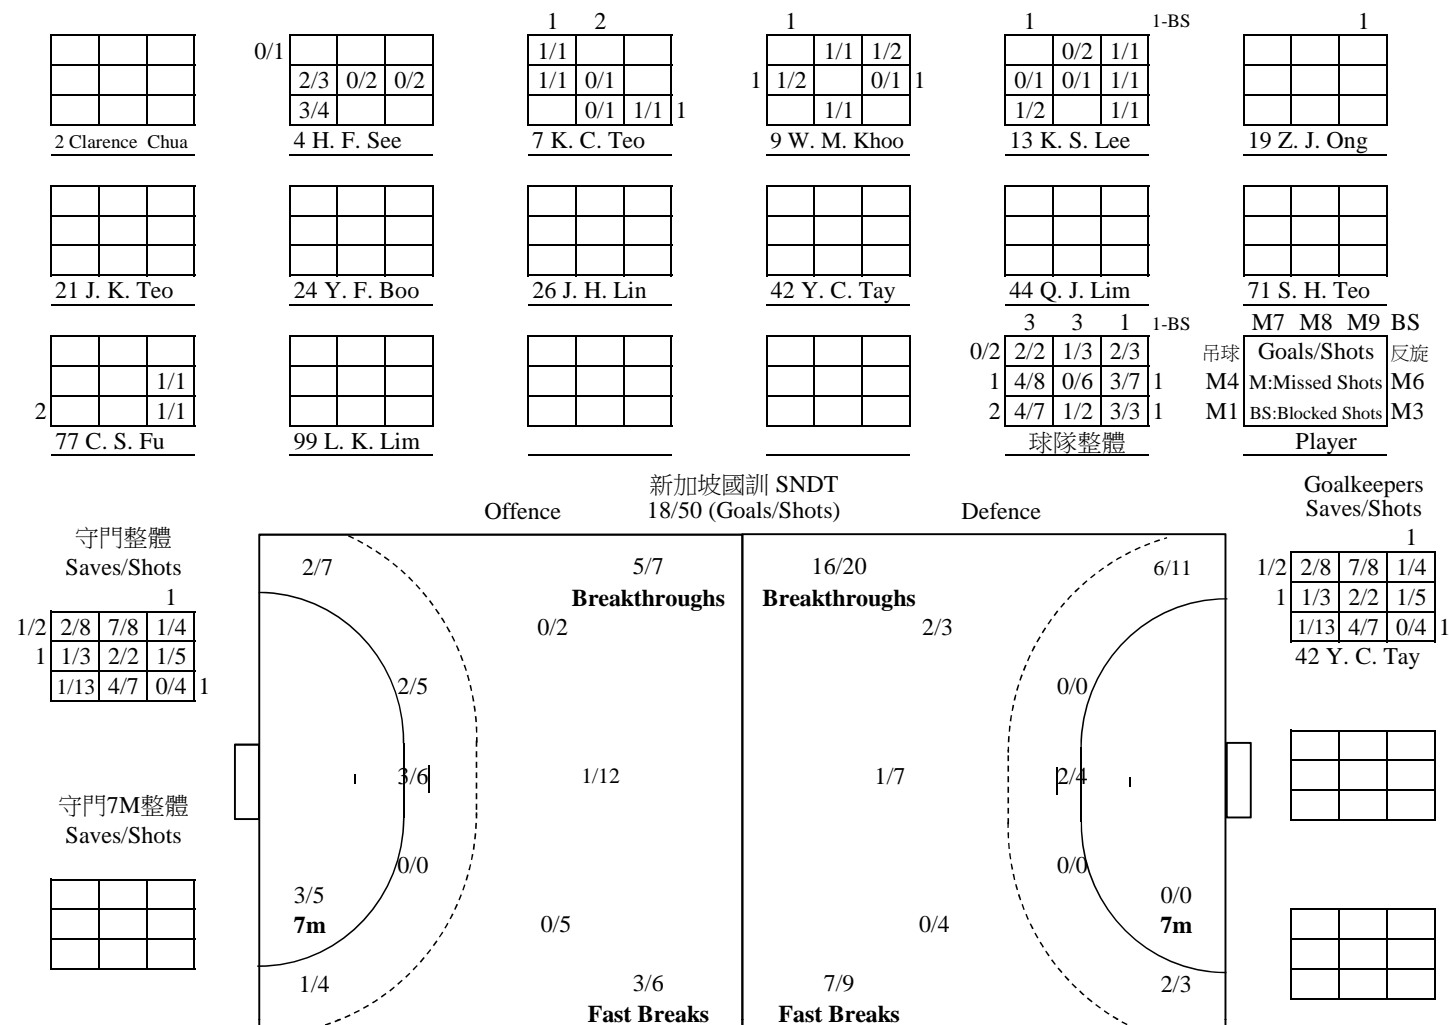 1 2 1 1 1-BS 1
0/1 1/1 1/1 1/2 0/2 1/1
2/3 0/2 0/2 1/1 0/1 1 1/2 0/1 1 0/1 0/1 1/1
3/4 0/1 1/1 1 1/1 1/2 1/1
2 Clarence Chua 4 H. F. See 7 K. C. Teo 9 W. M. Khoo 13 K. S. Lee 19 Z. J. Ong
21 J. K. Teo 24 Y. F. Boo 26 J. H. Lin 42 Y. C. Tay 44 Q. J. Lim 71 S. H. Teo
3 3 1 1-BS M7 M8 M9 BS
0/2 2/2 1/3 2/3 吊球 Goals/Shots 反旋
1/1 1 4/8 0/6 3/7 1 M4 M:Missed Shots M6
2 1/1 2 4/7 1/2 3/3 1 M1 BS:Blocked Shots M3
77 C. S. Fu 99 L. K. Lim 球隊整體 Player
新加坡國訓 SNDT
Offence 18/50 (Goals/Shots) Defence
Goalkeepers
Saves/Shots
守門整體
Saves/Shots
1
1/2 2/8 7/8 1/4
1 1/3 2/2 1/5
1/13 4/7 0/4 1
2/7 5/7 16/20 6/11
Breakthroughs Breakthroughs
0/2 2/3
2/5 0/0
3/6 1/12 1/7 2/4
0/0 0/0
3/5 0/0
7m 7m
0/5 0/4
1/4 3/6 7/9 2/3
Fast Breaks Fast Breaks
1
1/2 2/8 7/8 1/4
1 1/3 2/2 1/5
1/13 4/7 0/4 1
42 Y. C. Tay
守門7M整體
Saves/Shots